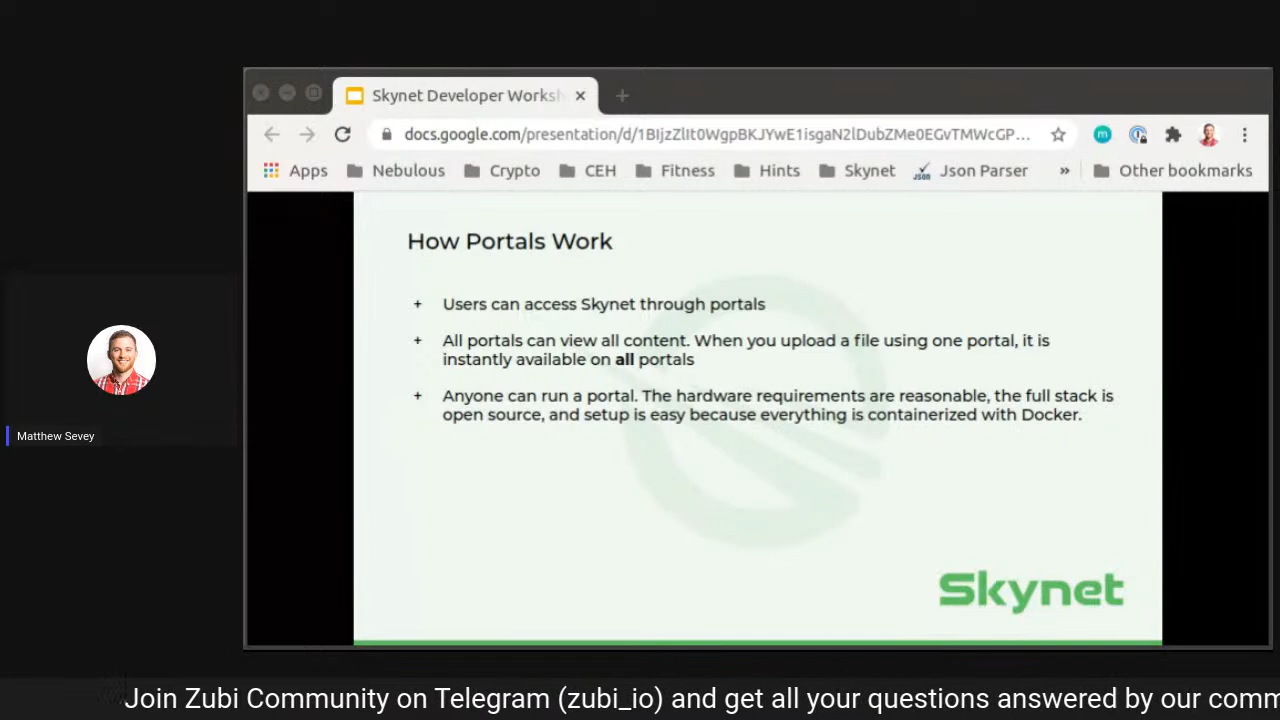 Skynet Developer Worksh
docs.google.com/presentation/d/1BIjzZlIt0WgpBKJYwE1isgaN2lDubZMe0EGvTMWcGP...
Apps Nebulous Crypto CEH Fitness Hints Skynet Json Parser » Other bookmarks
How Portals Work
+ Users can access Skynet through portals
+ All portals can view all content. When you upload a file using one portal, it is
instantly available on all portals
+ Anyone can run a portal. The hardware requirements are reasonable, the full stack is
open source, and setup is easy because everything is containerized with Docker.
Skynet
Matthew Sevey
Join Zubi Community on Telegram (zubi_io) and get all your questions answered by our comm